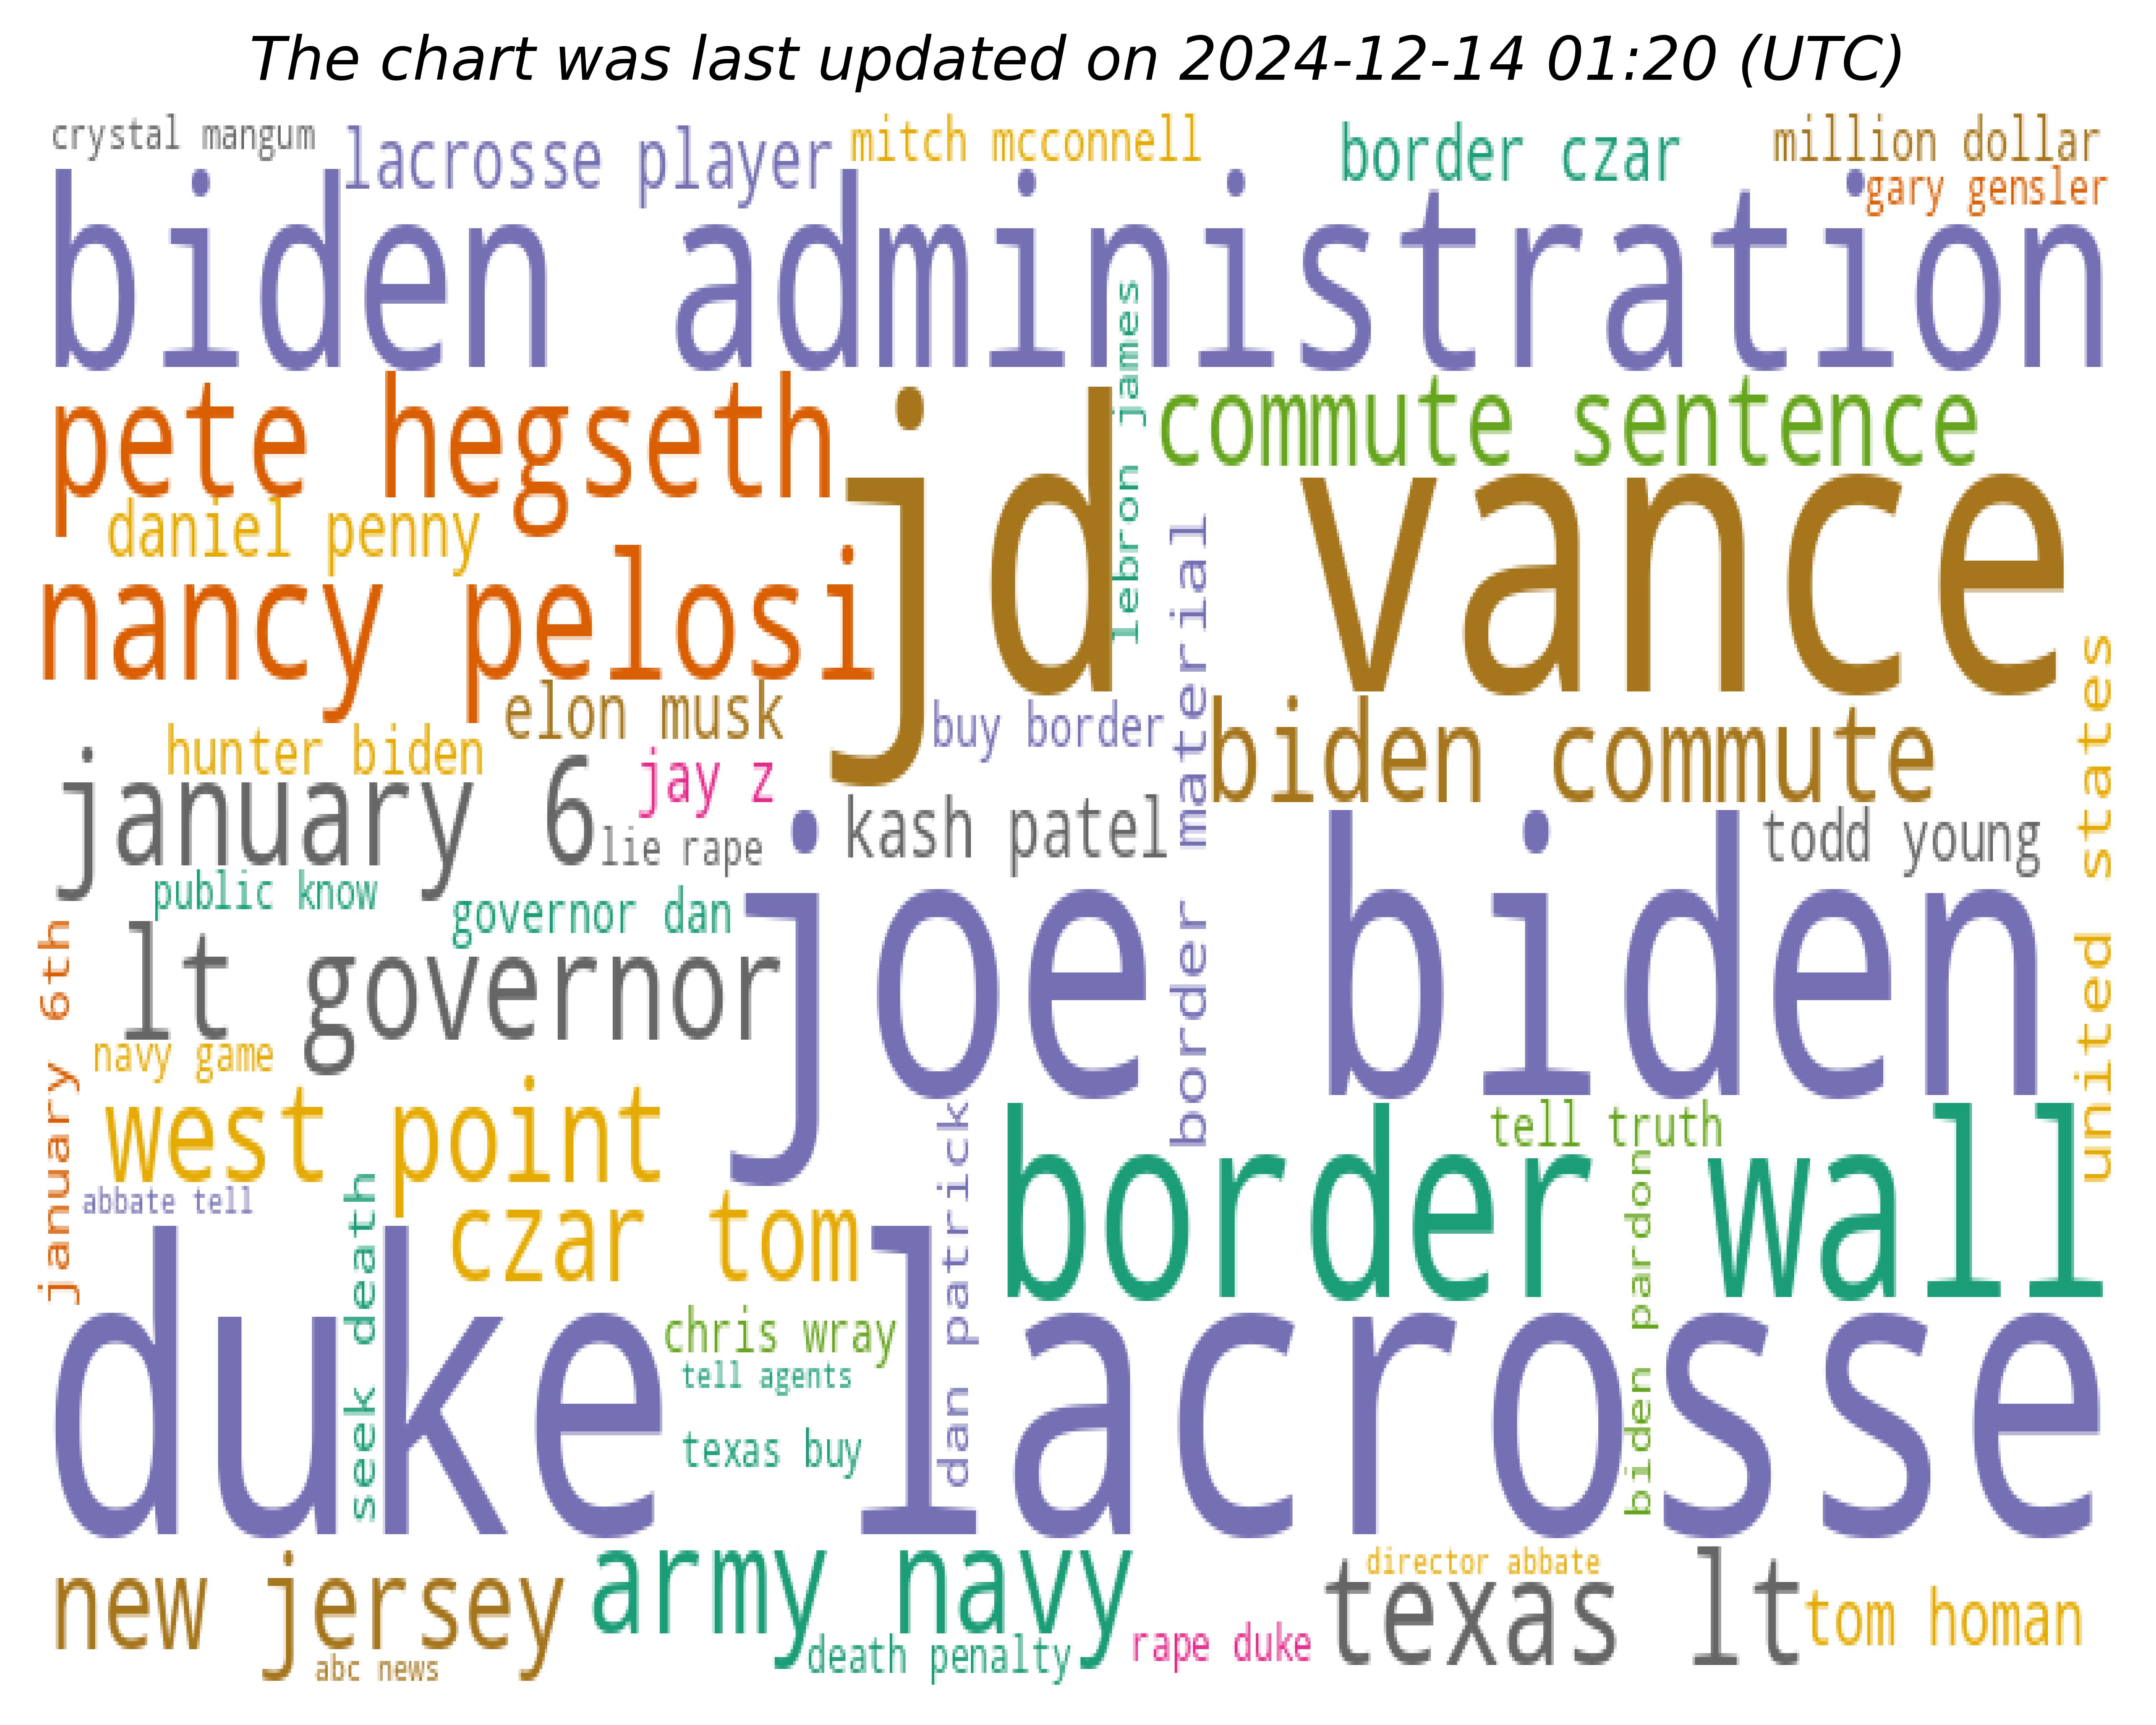 The chart was last updated on 2024-12-14 01:20 (UTC)
crystal mangum
lacrosse player
mitch mcconnell
border czar
million dollar
gary gensler
biden administration
pete hegseth
lebron james
commute sentence
daniel penny
jd vance
nancy pelosi
border material
united states
elon musk
buy border
biden commute
hunter biden
jay z
january 6
lie rape
kash patel
todd young
public know
governor dan
joe biden
january 6th
lt governor
navy game
west point
tell truth
border wall
abbate tell
seek death
czar tom
dan patrick
biden pardon
duke lacrosse
chris wray
tell agents
texas buy
new jersey
army navy
director abbate
texas lt
tom homan
death penalty
rape duke
abc news